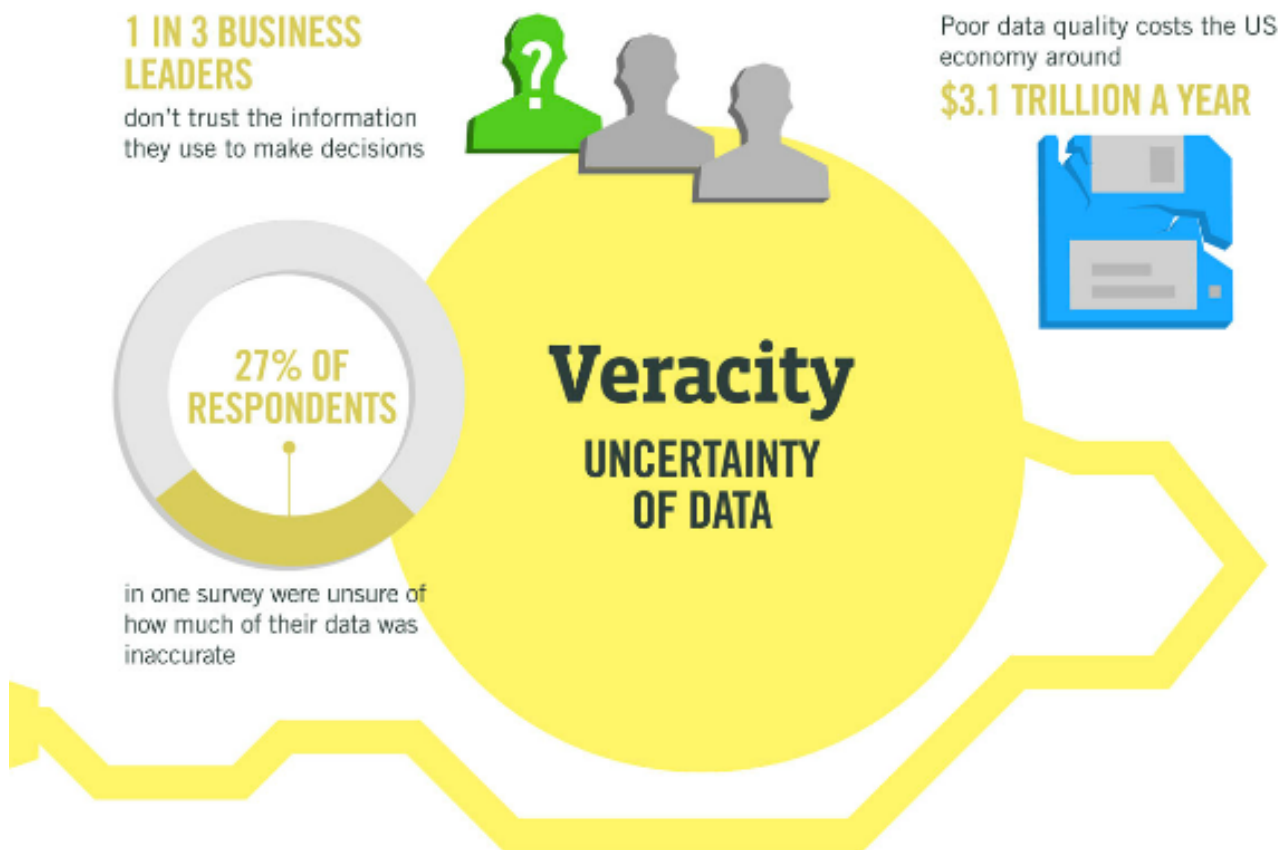 1 IN 3 BUSINESS
LEADERS
don't trust the information
they use to make decisions
?
Poor data quality costs the US
economy around
$3.1 TRILLION A YEAR
27% OF
RESPONDENTS
in one survey were unsure of
how much of their data was
inaccurate
Veracity
UNCERTAINTY
OF DATA